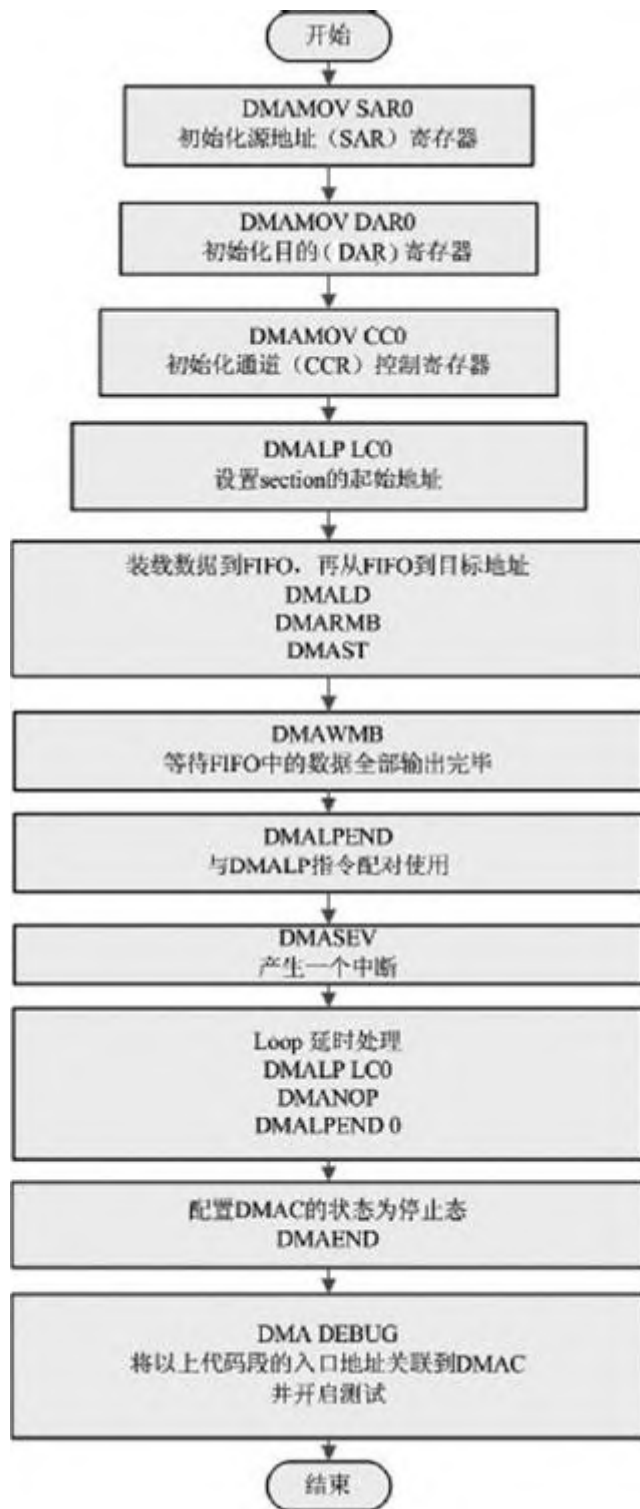 开始
DMAMOV SAR0
初始化源地址（SAR）寄存器
DMAMOV DAR0
初始化目的（DAR）寄存器
DMAMOV CC0
初始化通道（CCR）控制寄存器
DMALP LC0
设置section的起始地址
装载数据到FIFO，再从FIFO到目标地址
DMALD
DMARMB
DMAST
DMAWMB
等待FIFO中的数据全部输出完毕
DMALPEND
与DMALP指令配对使用
DMASEV
产生一个中断
Loop 延时处理
DMALP LC0
DMANOP
DMALPEND 0
配置DMAC的状态为停止态
DMAEND
DMA DEBUG
将以上代码段的入口地址关联到DMAC
并开启测试
结束